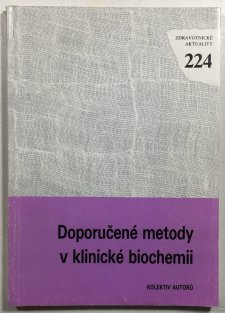 ZDRAVOTNICKÉ
AKTUALITY
224
Doporučené metody
v klinické biochemii
KOLEKTIV AUTORŮ